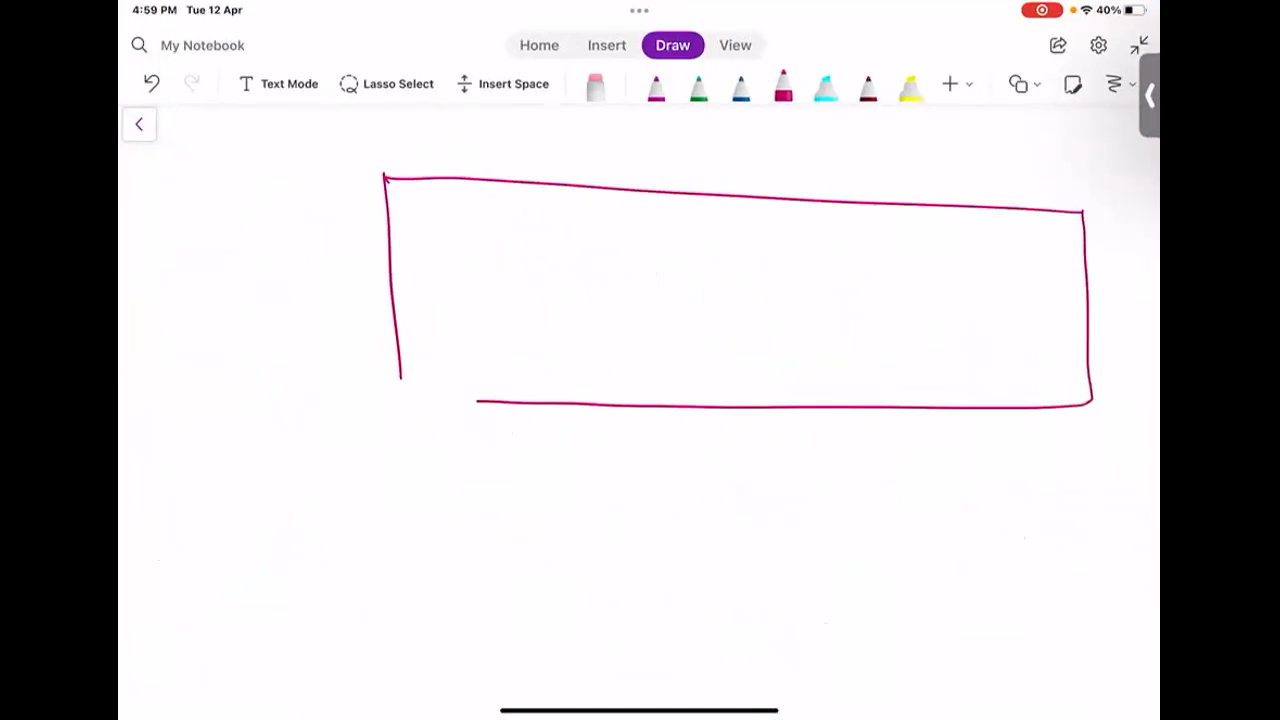 4:59 PM Tue 12 Apr
40%
My Notebook
Home Insert Draw View
Text Mode Lasso Select Insert Space